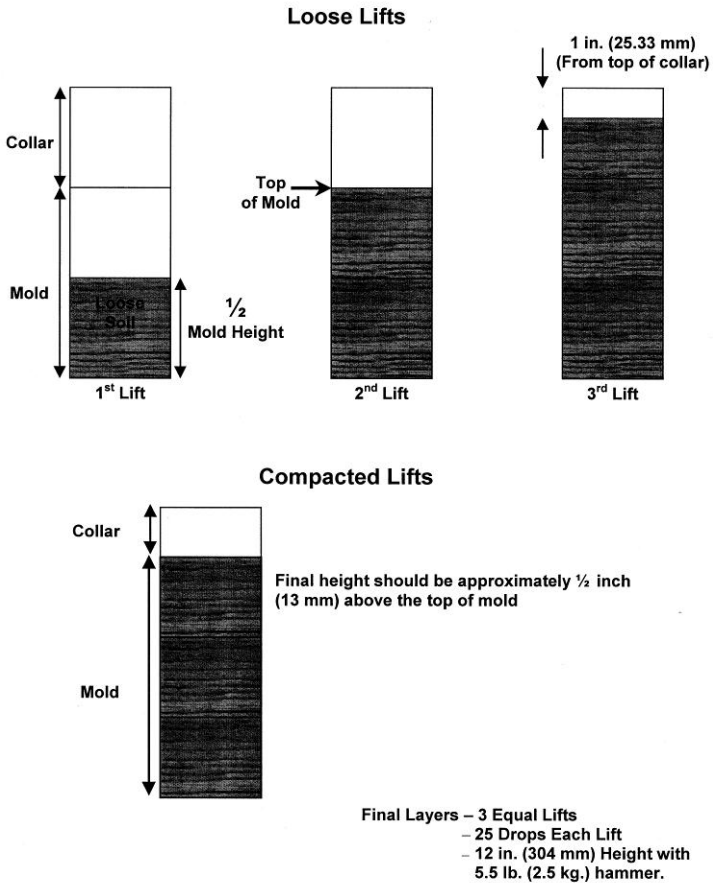 Loose Lifts
1 in. (25.33 mm)
(From top of collar)
Collar
Top
of Mold
Mold
Loose
Soil
½
Mold Height
1st Lift
2nd Lift
3rd Lift
Compacted Lifts
Collar
Final height should be approximately ½ inch
(13 mm) above the top of mold
Mold
Final Layers – 3 Equal Lifts
– 25 Drops Each Lift
– 12 in. (304 mm) Height with
5.5 lb. (2.5 kg.) hammer.